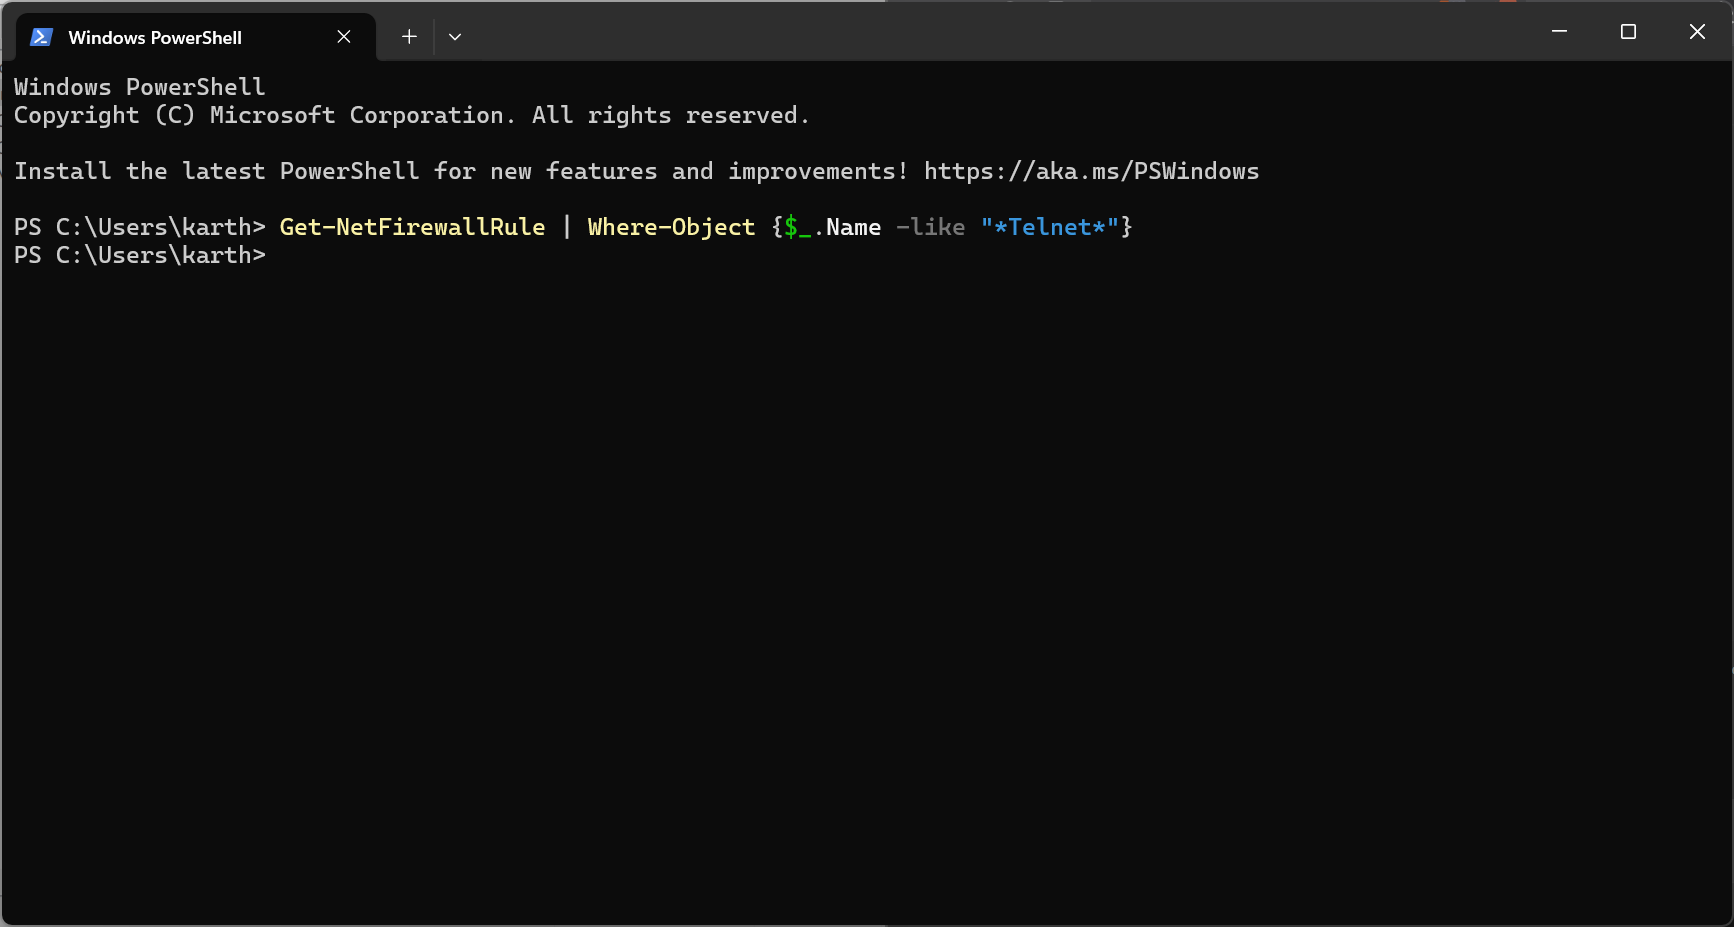 Windows PowerShell
Windows PowerShell
Copyright (C) Microsoft Corporation. All rights reserved.
Install the latest PowerShell for new features and improvements! https://aka.ms/PSWindows
PS C:\Users\karth> Get-NetFirewallRule | Where-Object {$_.Name -like "*Telnet*"}
PS C:\Users\karth>